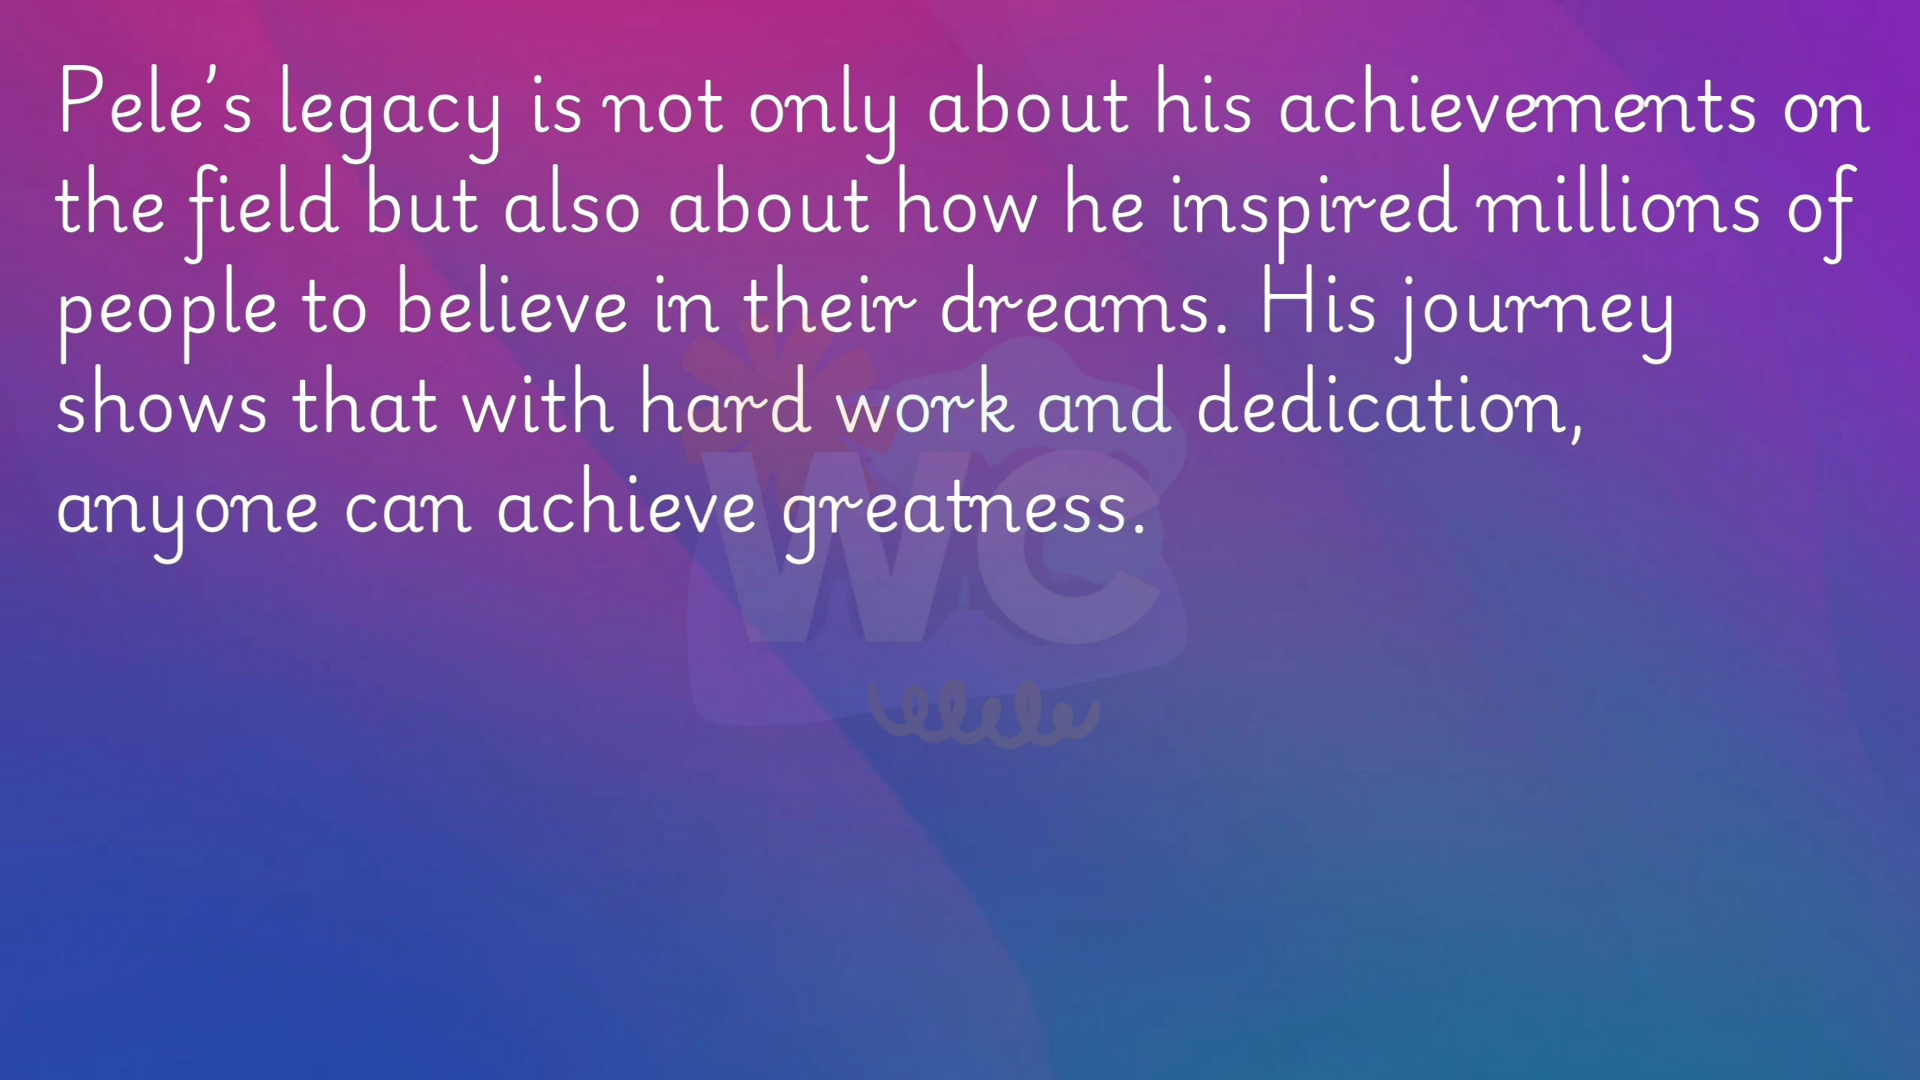 Pele’s legacy is not only about his achievements on
the field but also about how he inspired millions of
people to believe in their dreams. His journey
shows that with hard work and dedication,
anyone can achieve greatness.
WC